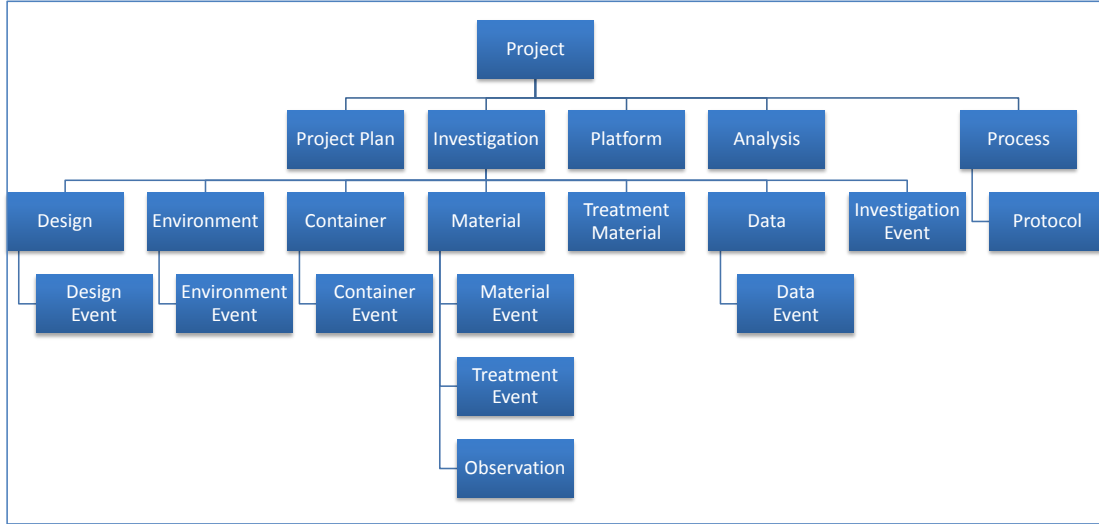 Project
Project Plan
Investigation
Platform
Analysis
Process
Design
Environment
Container
Material
Treatment
Material
Data
Investigation
Event
Protocol
Design
Event
Environment
Event
Container
Event
Material
Event
Data
Event
Treatment
Event
Observation